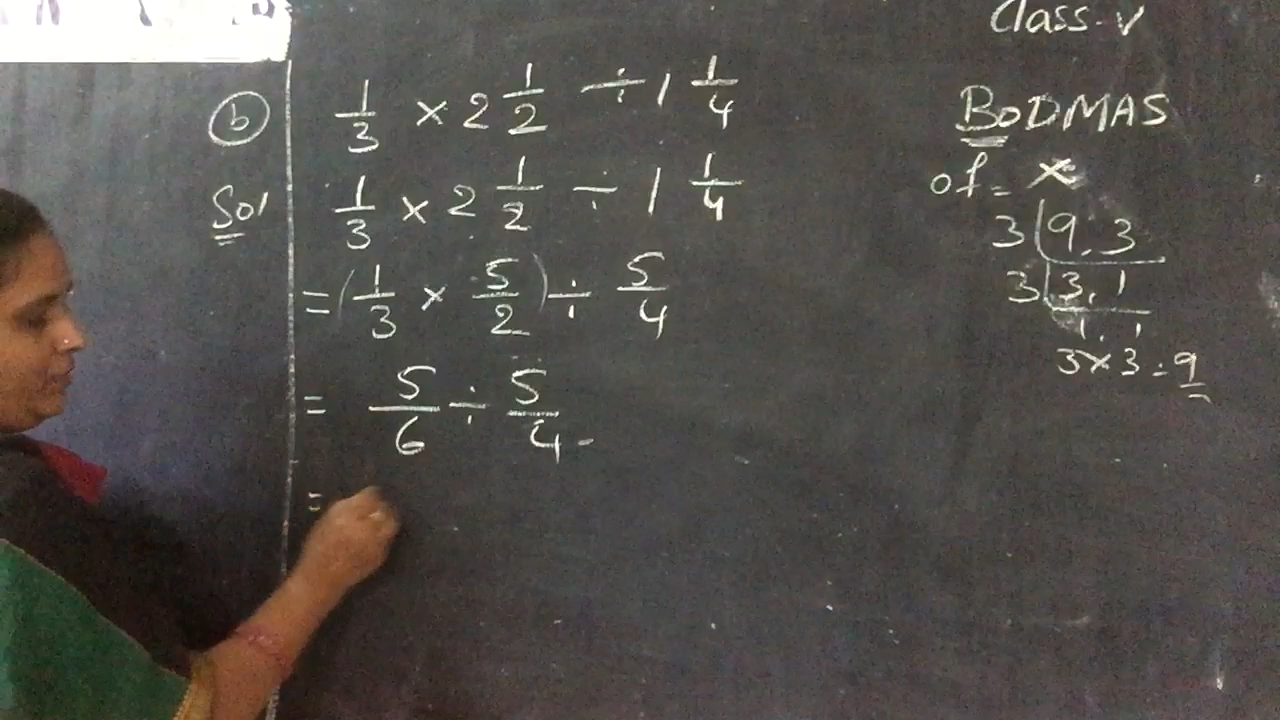 Class-V
(b) 1/3 × 2 1/2 ÷ 1 1/4
Sol 1/3 × 2 1/2 ÷ 1 1/4
= (1/3 × 5/2) ÷ 5/4
= 5/6 ÷ 5/4
=
BODMAS
of = ×
3 | 9, 3
3 | 3, 1
1, 1
3×3 = 9